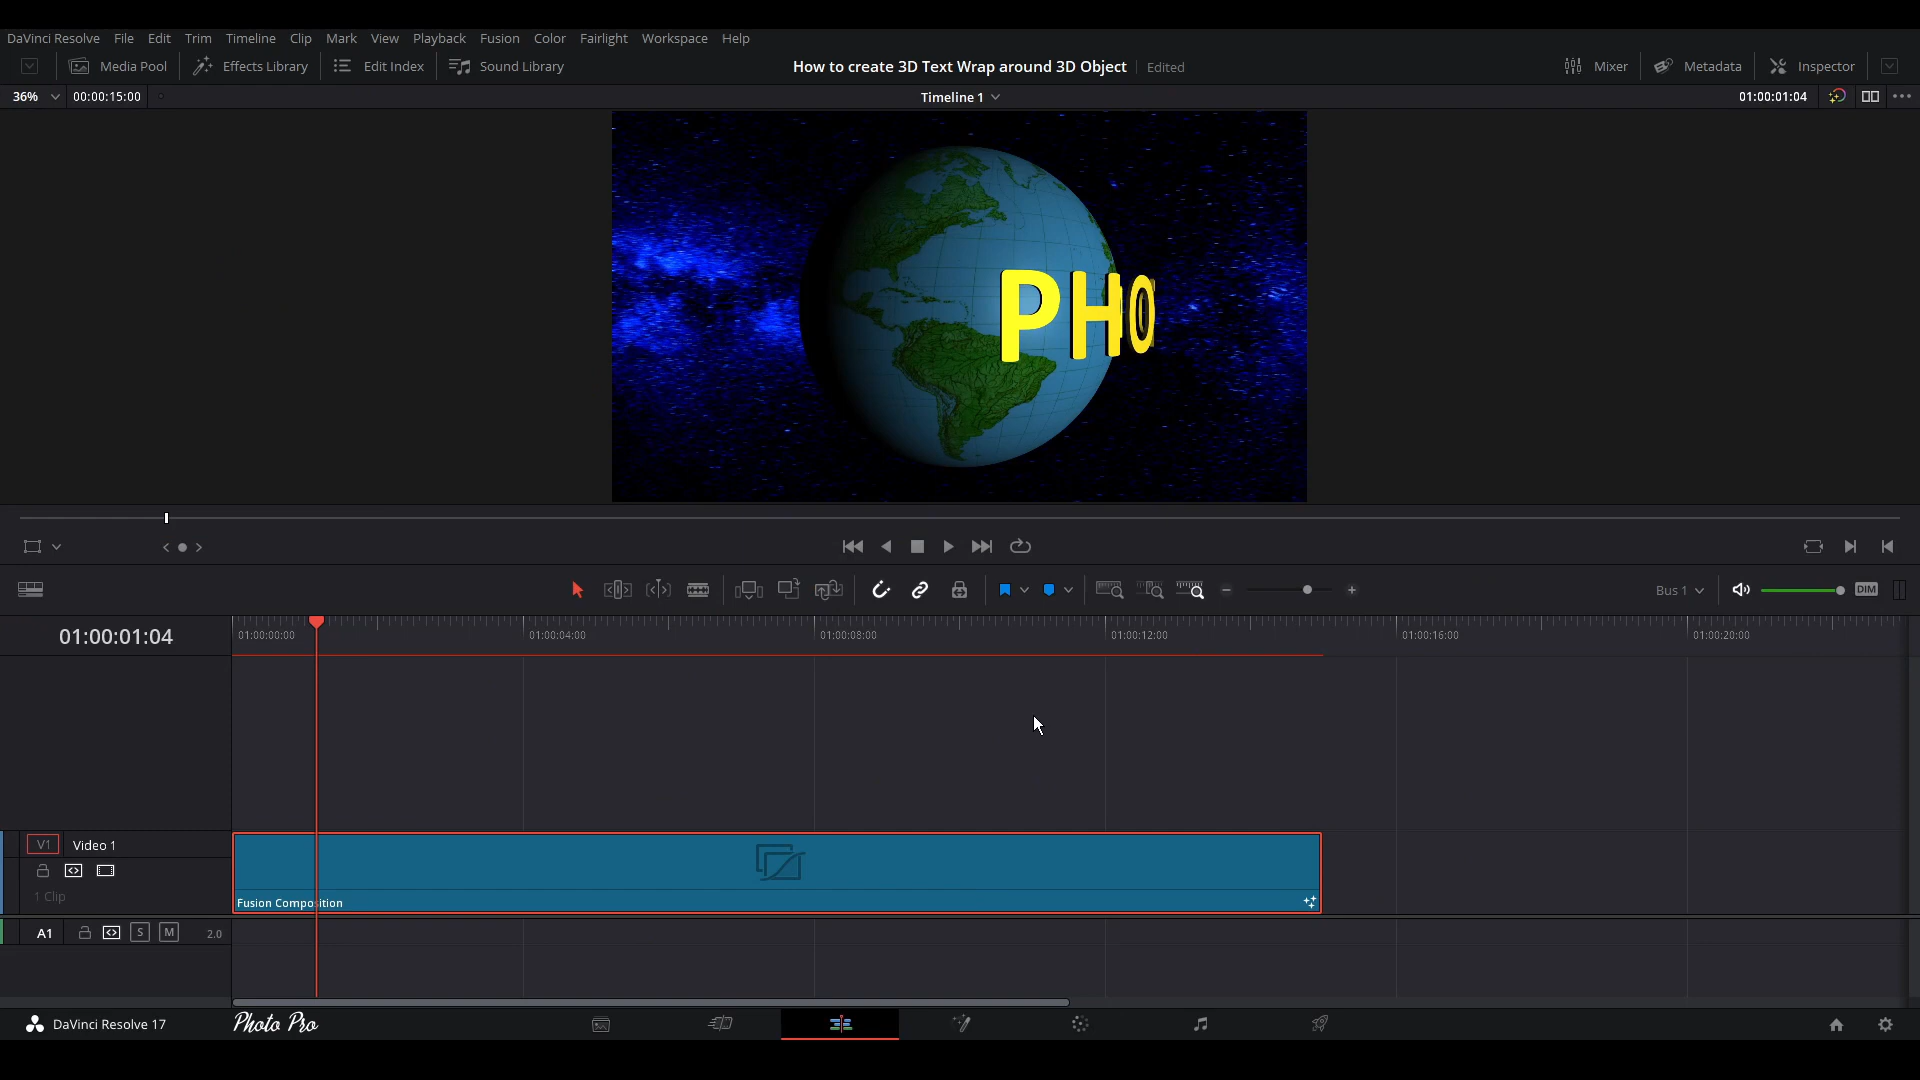 DaVinci Resolve File Edit Trim Timeline Clip Mark View Playback Fusion Color Fairlight Workspace Help
Media Pool Effects Library Edit Index Sound Library How to create 3D Text Wrap around 3D Object Edited Mixer Metadata Inspector
36% 00:00:15:00 Timeline 1 01:00:01:04
PHO
Bus 1 DIM
01:00:01:04 01:00:00:00 01:00:04:00 01:00:08:00 01:00:12:00 01:00:16:00 01:00:20:00
V1 Video 1
1 Clip
Fusion Composition
A1 S M 2.0
DaVinci Resolve 17 Photo Pro